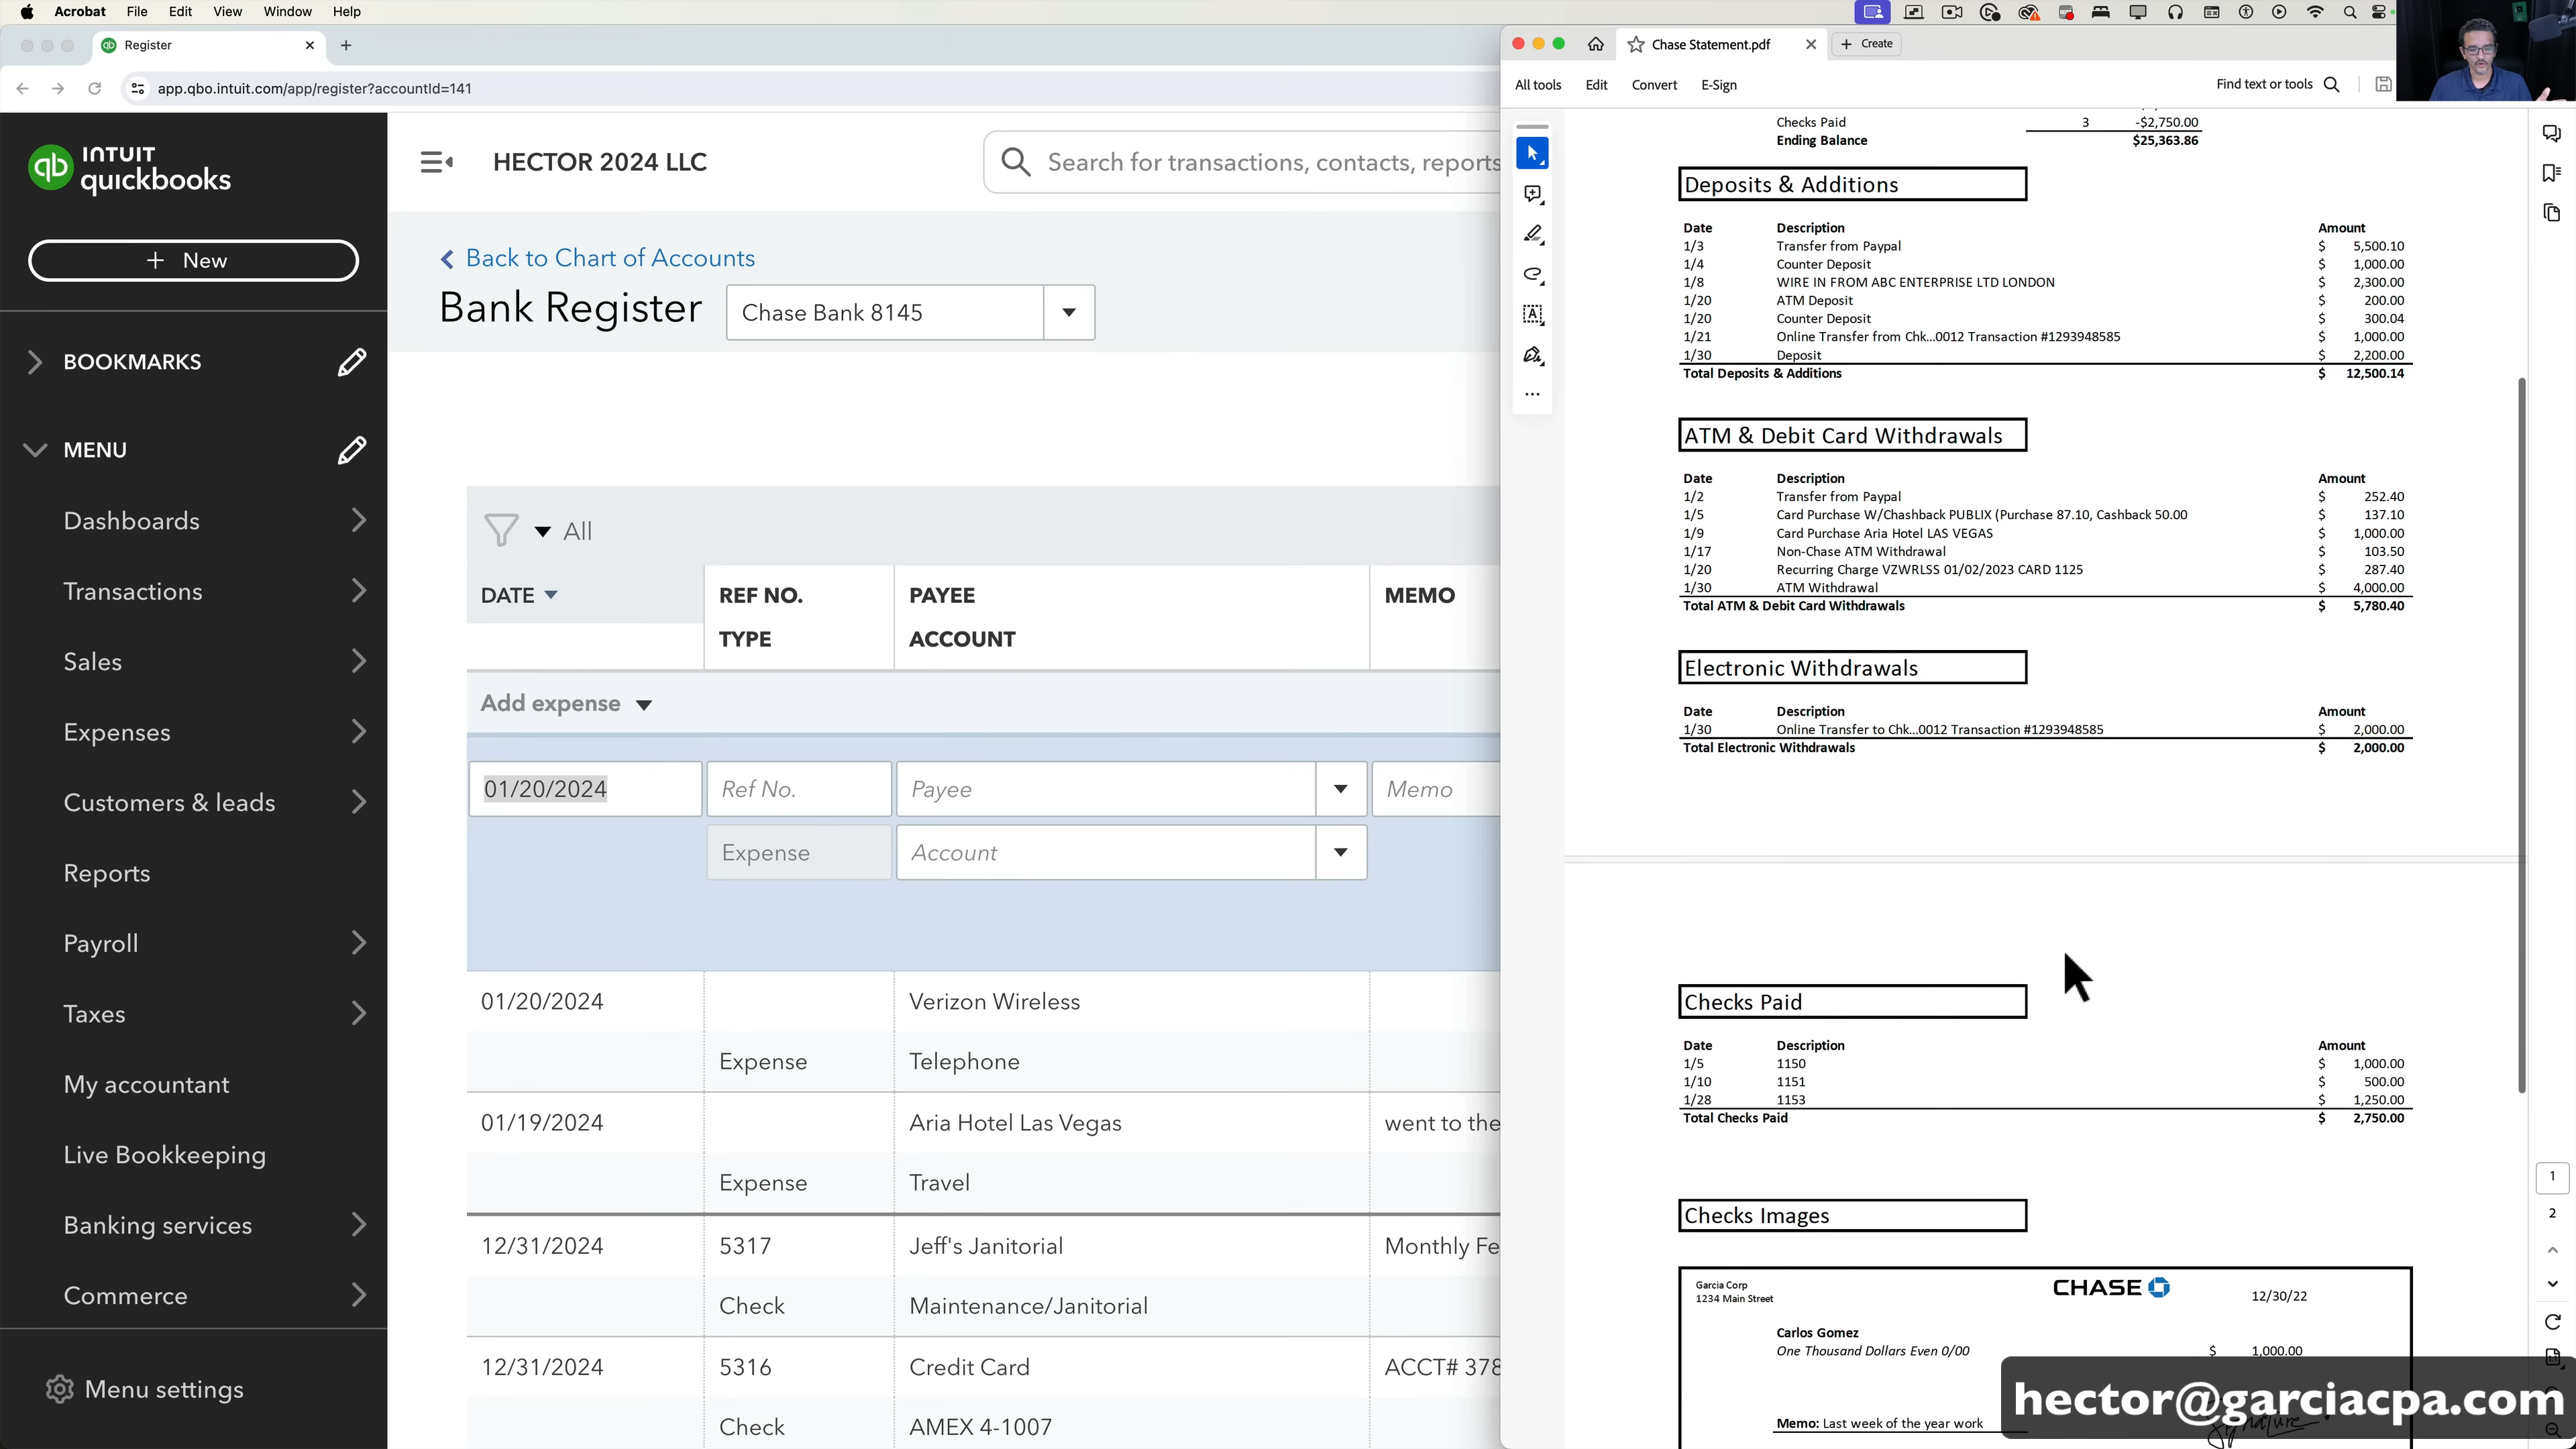 Acrobat File Edit View Window Help
Register
app.qbo.intuit.com/app/register?accountId=141
INTUIT
quickbooks
+ New
BOOKMARKS
MENU
Dashboards
Transactions
Sales
Expenses
Customers & leads
Reports
Payroll
Taxes
My accountant
Live Bookkeeping
Banking services
Commerce
Menu settings
HECTOR 2024 LLC
Search for transactions, contacts, reports
Back to Chart of Accounts
Bank Register Chase Bank 8145
All
DATE REF NO. PAYEE MEMO
TYPE ACCOUNT
Add expense
01/20/2024 Ref No. Payee Memo
Expense Account
01/20/2024 Verizon Wireless
Expense Telephone
01/19/2024 Aria Hotel Las Vegas went to the
Expense Travel
12/31/2024 5317 Jeff's Janitorial Monthly Fe
Check Maintenance/Janitorial
12/31/2024 5316 Credit Card ACCT# 378
Check AMEX 4-1007
Chase Statement.pdf + Create
All tools Edit Convert E-Sign Find text or tools
Checks Paid 3 -$2,750.00
Ending Balance $25,363.86
Deposits & Additions
Date Description Amount
1/3 Transfer from Paypal $ 5,500.10
1/4 Counter Deposit $ 1,000.00
1/8 WIRE IN FROM ABC ENTERPRISE LTD LONDON $ 2,300.00
1/20 ATM Deposit $ 200.00
1/20 Counter Deposit $ 300.04
1/21 Online Transfer from Chk...0012 Transaction #1293948585 $ 1,000.00
1/30 Deposit $ 2,200.00
Total Deposits & Additions $ 12,500.14
ATM & Debit Card Withdrawals
Date Description Amount
1/2 Transfer from Paypal $ 252.40
1/5 Card Purchase W/Chashback PUBLIX (Purchase 87.10, Cashback 50.00 $ 137.10
1/9 Card Purchase Aria Hotel LAS VEGAS $ 1,000.00
1/17 Non-Chase ATM Withdrawal $ 103.50
1/20 Recurring Charge VZWRLSS 01/02/2023 CARD 1125 $ 287.40
1/30 ATM Withdrawal $ 4,000.00
Total ATM & Debit Card Withdrawals $ 5,780.40
Electronic Withdrawals
Date Description Amount
1/30 Online Transfer to Chk...0012 Transaction #1293948585 $ 2,000.00
Total Electronic Withdrawals $ 2,000.00
Checks Paid
Date Description Amount
1/5 1150 $ 1,000.00
1/10 1151 $ 500.00
1/28 1153 $ 1,250.00
Total Checks Paid $ 2,750.00
Checks Images
Garcia Corp
1234 Main Street
CHASE
12/30/22
Carlos Gomez
One Thousand Dollars Even 0/00 $ 1,000.00
Memo: Last week of the year work
1
2
hector@garciacpa.com